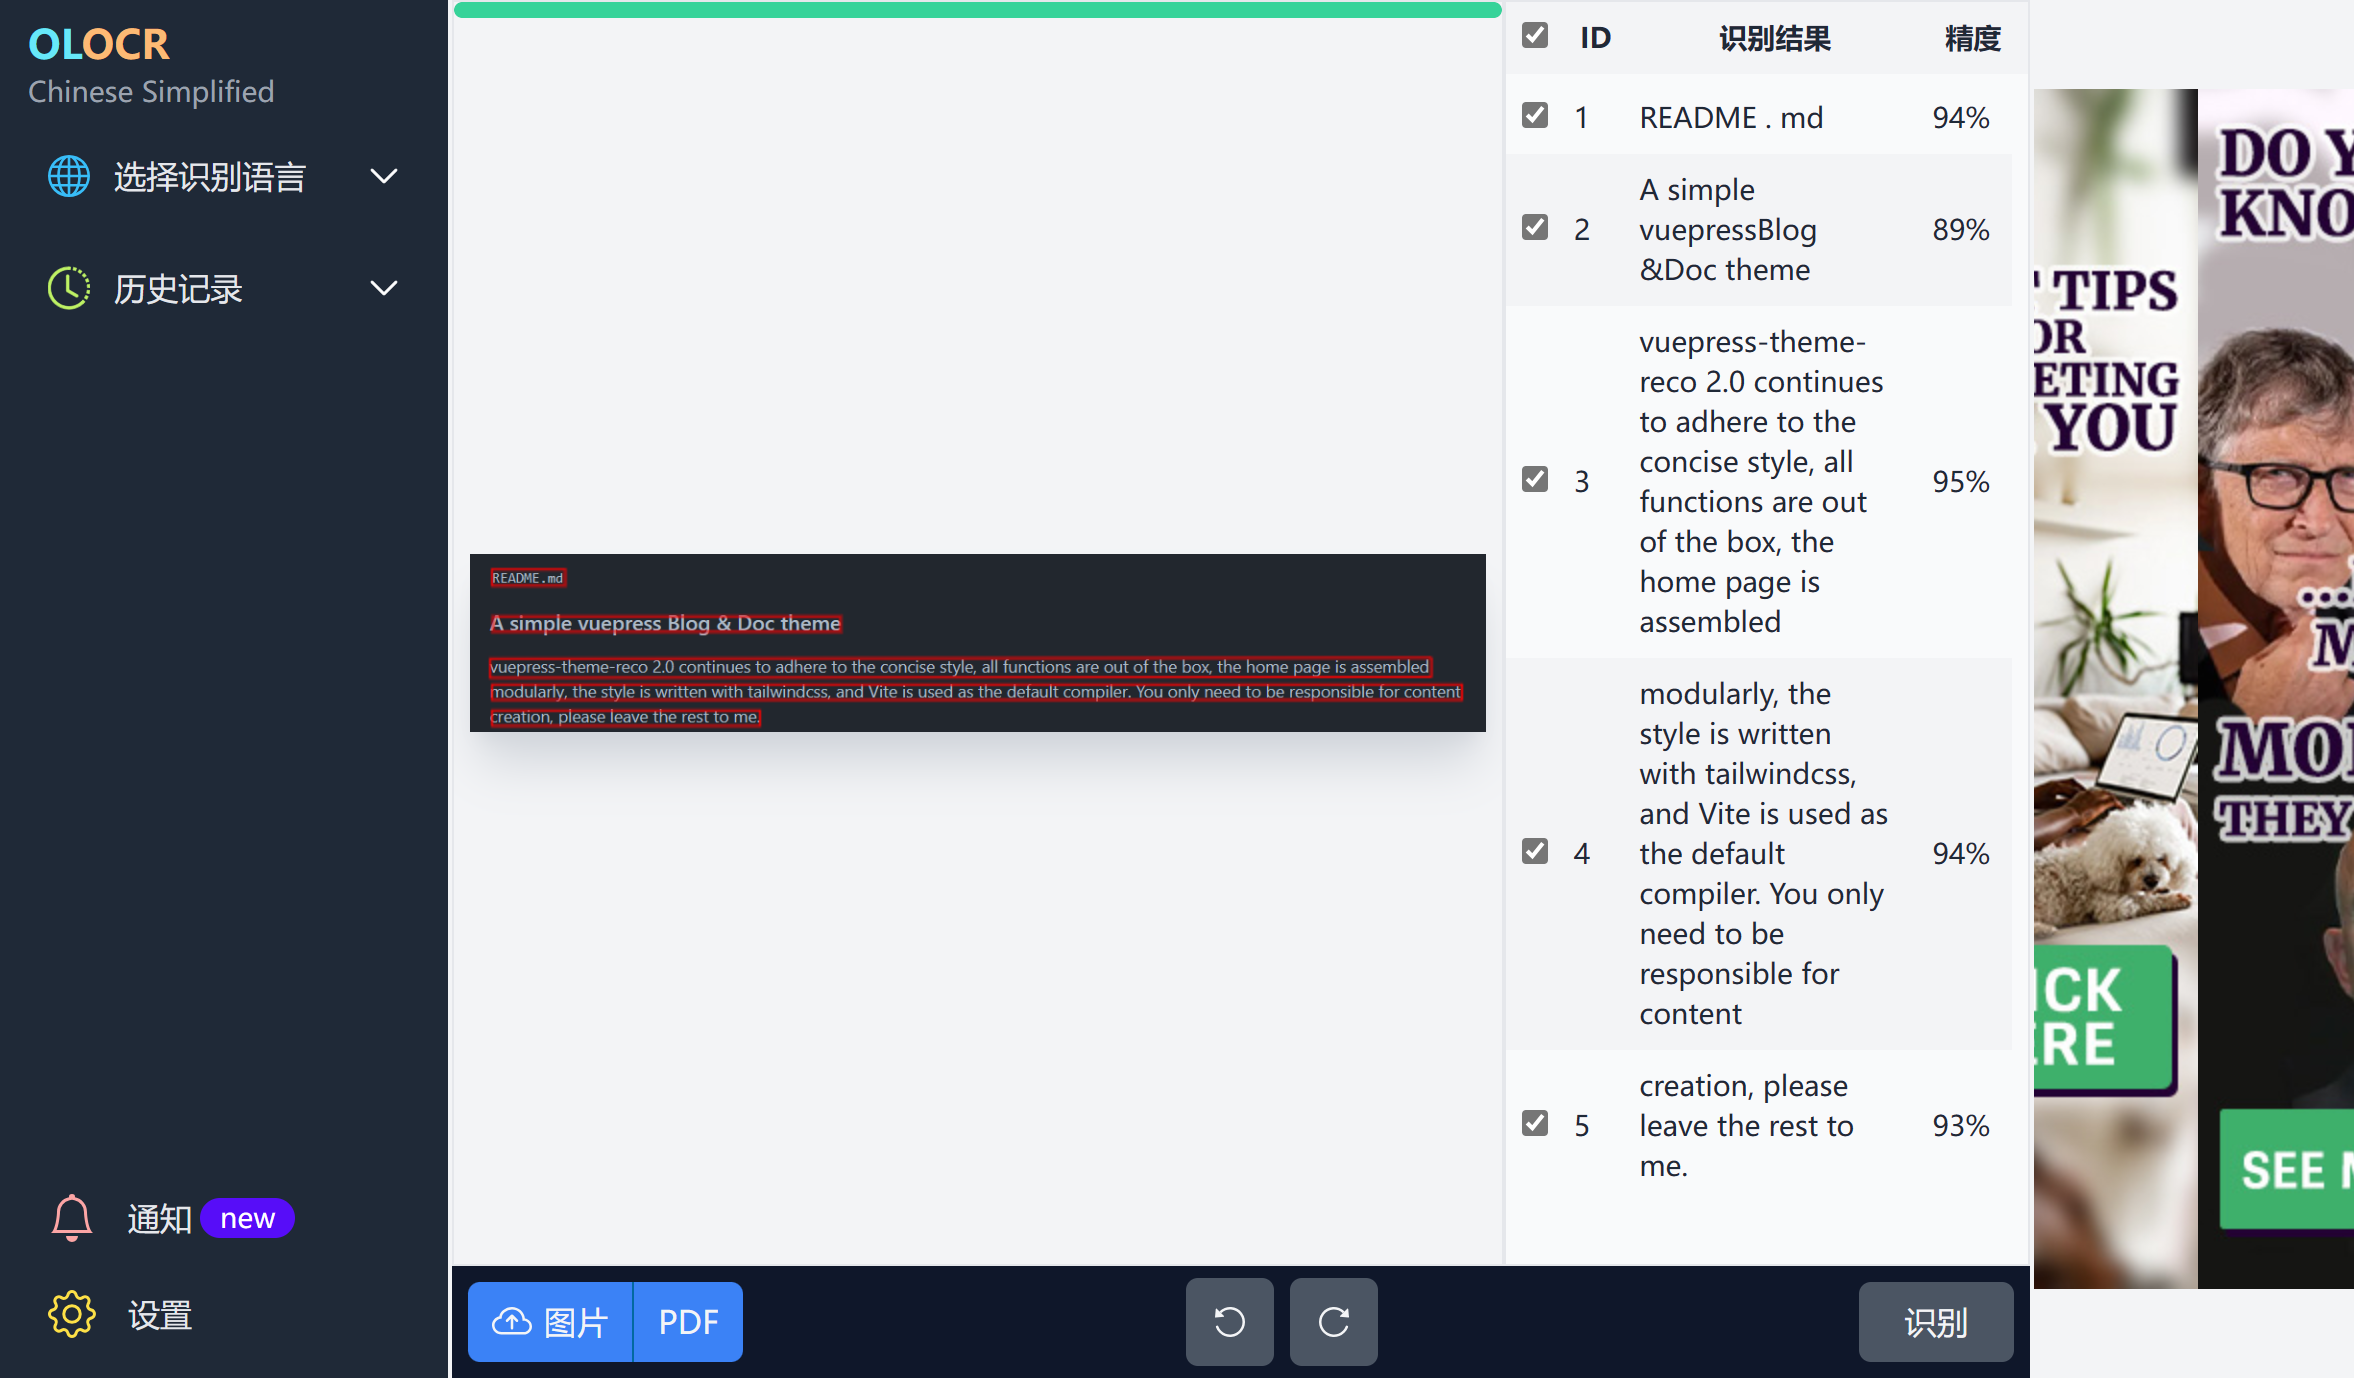 OLOCR
Chinese Simplified
选择识别语言
历史记录
通知 new
设置
README.md
A simple vuepress Blog & Doc theme
vuepress-theme-reco 2.0 continues to adhere to the concise style, all functions are out of the box, the home page is assembled
modularly, the style is written with tailwindcss, and Vite is used as the default compiler. You only need to be responsible for content
creation, please leave the rest to me.
图片 PDF
识别
ID 识别结果 精度
1 README . md 94%
A simple
2 vuepressBlog 89%
&Doc theme
vuepress-theme-
reco 2.0 continues
to adhere to the
concise style, all
3 functions are out 95%
of the box, the
home page is
assembled
modularly, the
style is written
with tailwindcss,
and Vite is used as
4 the default 94%
compiler. You only
need to be
responsible for
content
creation, please
5 leave the rest to 93%
me.
TIPS
OR
ETING
YOU
ICK
ERE
DO Y
KNO
...
M
MO
THEY
SEE M